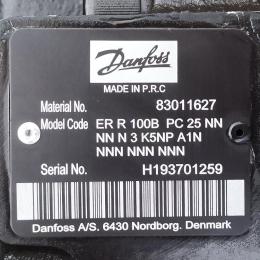 Danfoss
MADE IN P.R.C
Material No. 83011627
Model Code ER R 100B PC 25 NN
NN N 3 K5NP A1N
NNN NNN NNN
Serial No. H193701259
Danfoss A/S. 6430 Nordborg. Denmark